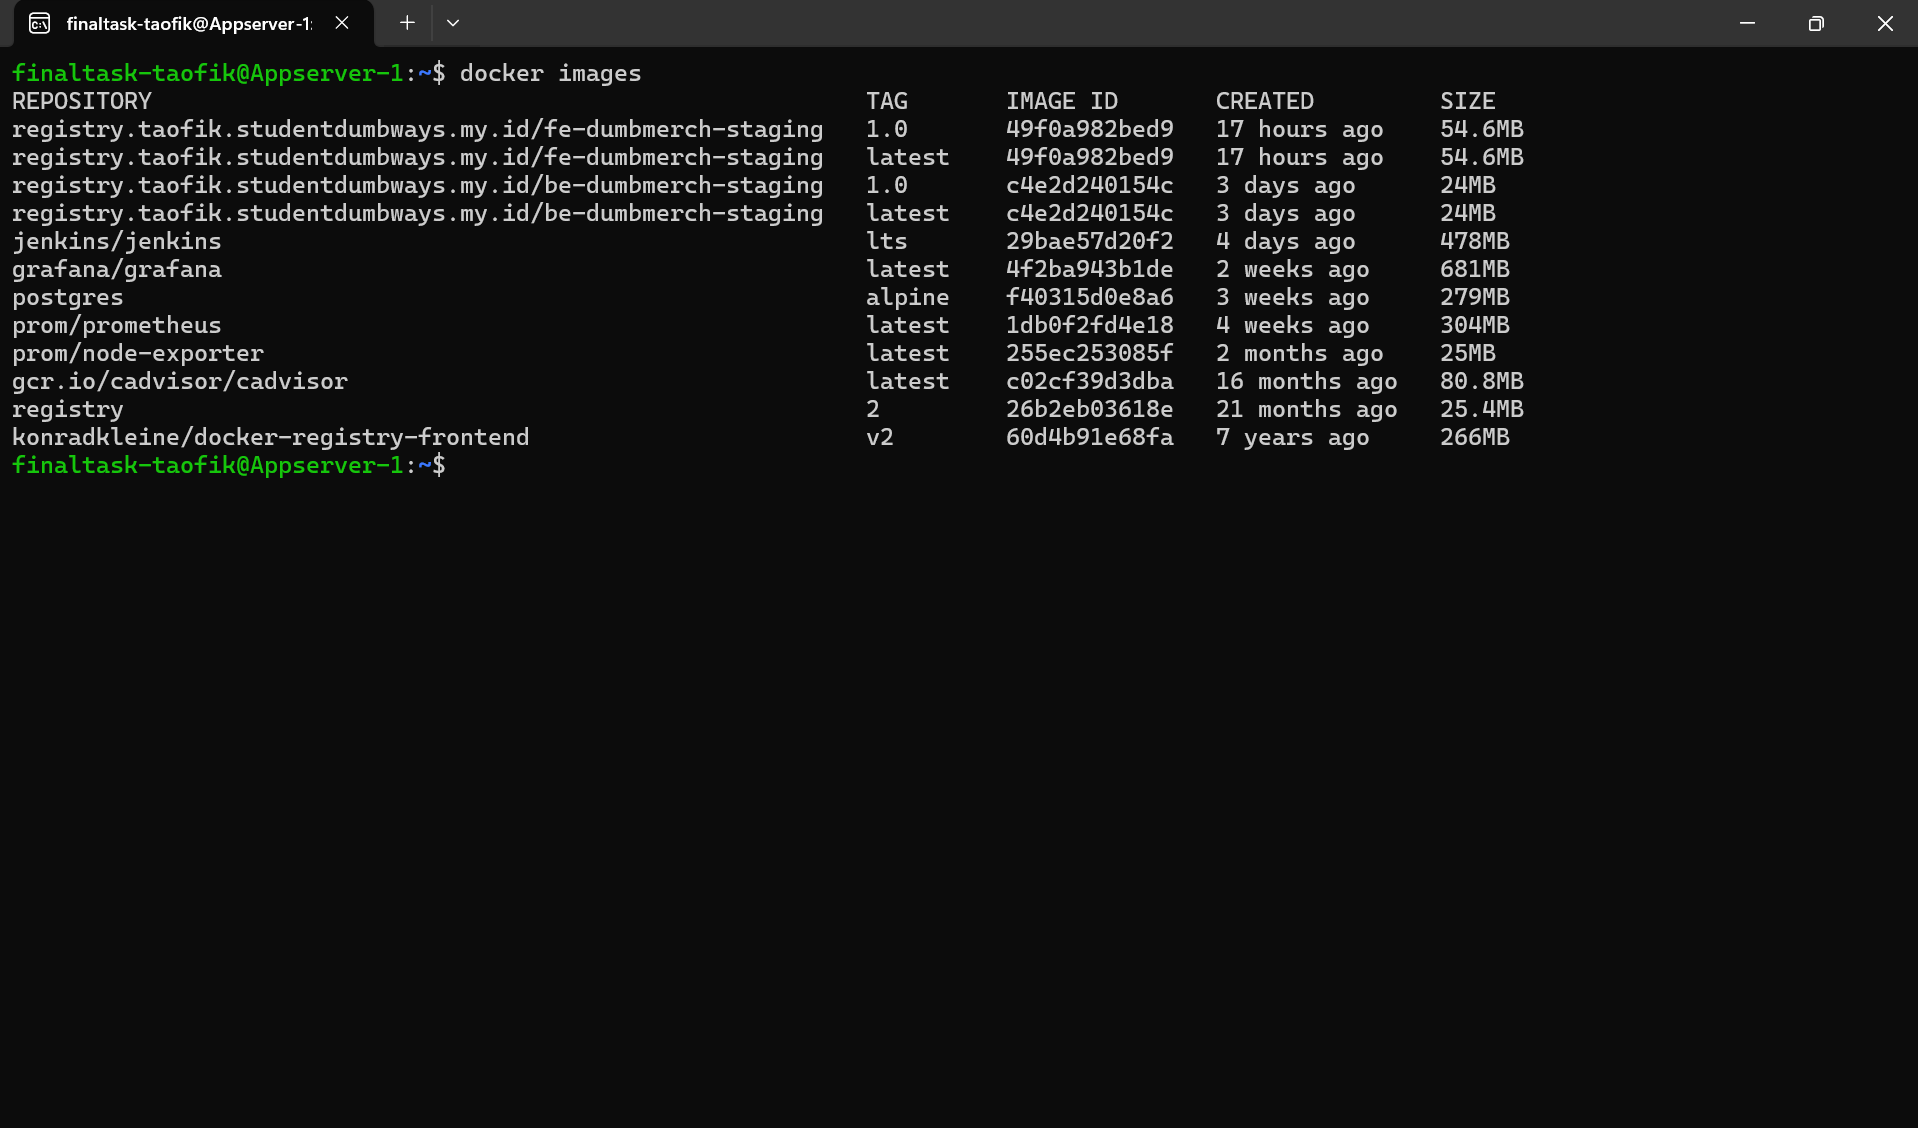 finaltask-taofik@Appserver-1:
finaltask-taofik@Appserver-1:~$ docker images
REPOSITORY TAG IMAGE ID CREATED SIZE
registry.taofik.studentdumbways.my.id/fe-dumbmerch-staging 1.0 49f0a982bed9 17 hours ago 54.6MB
registry.taofik.studentdumbways.my.id/fe-dumbmerch-staging latest 49f0a982bed9 17 hours ago 54.6MB
registry.taofik.studentdumbways.my.id/be-dumbmerch-staging 1.0 c4e2d240154c 3 days ago 24MB
registry.taofik.studentdumbways.my.id/be-dumbmerch-staging latest c4e2d240154c 3 days ago 24MB
jenkins/jenkins lts 29bae57d20f2 4 days ago 478MB
grafana/grafana latest 4f2ba943b1de 2 weeks ago 681MB
postgres alpine f40315d0e8a6 3 weeks ago 279MB
prom/prometheus latest 1db0f2fd4e18 4 weeks ago 304MB
prom/node-exporter latest 255ec253085f 2 months ago 25MB
gcr.io/cadvisor/cadvisor latest c02cf39d3dba 16 months ago 80.8MB
registry 2 26b2eb03618e 21 months ago 25.4MB
konradkleine/docker-registry-frontend v2 60d4b91e68fa 7 years ago 266MB
finaltask-taofik@Appserver-1:~$